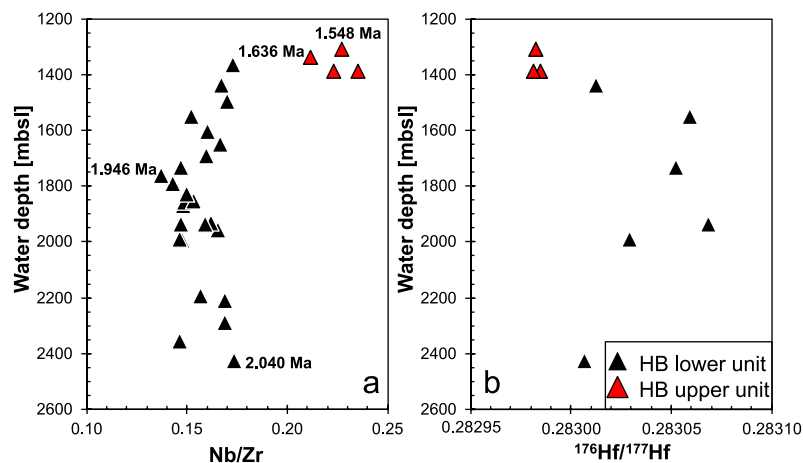 1200
1400
1600
1800
2000
2200
2400
2600
Water depth [mbsl]
0.10
0.15
0.20
0.25
Nb/Zr
1.548 Ma
1.636 Ma
1.946 Ma
2.040 Ma
a
1200
1400
1600
1800
2000
2200
2400
2600
Water depth [mbsl]
0.28295
0.28300
0.28305
0.28310
¹⁷⁶Hf/¹⁷⁷Hf
b
HB lower unit
HB upper unit